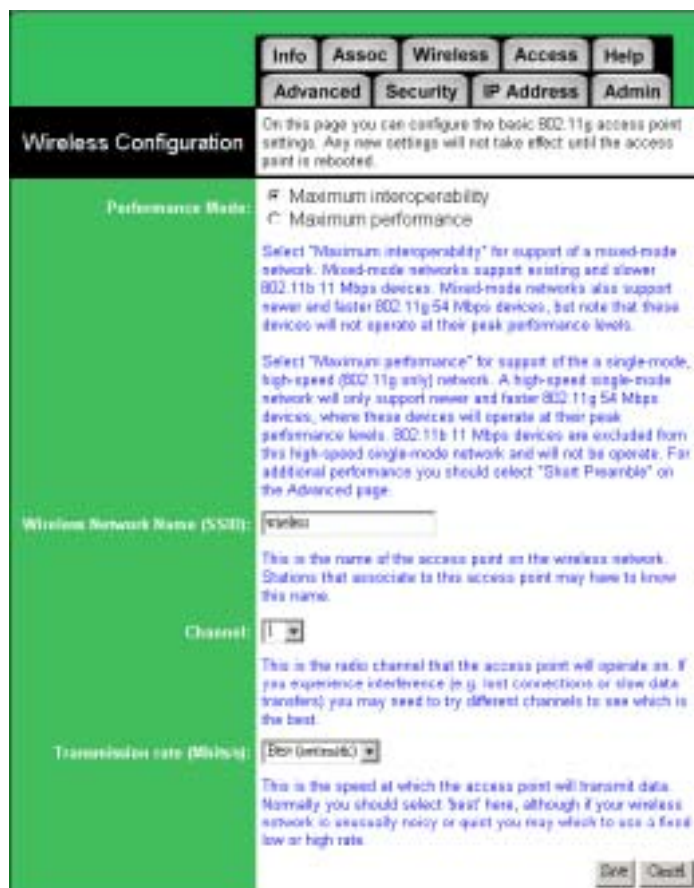 Info Assoc Wireless Access Help
Advanced Security IP Address Admin
Wireless Configuration
On this page you can configure the basic 802.11g access point
settings. Any new settings will not take effect until the access
point is rebooted.
Performance Mode:
Maximum interoperability
Maximum performance
Select "Maximum interoperability" for support of a mixed-mode
network. Mixed-mode networks support existing and slower
802.11b 11 Mbps devices. Mixed-mode networks also support
newer and faster 802.11g 54 Mbps devices, but note that these
devices will not operate at their peak performance levels.
Select "Maximum performance" for support of the a single-mode,
high-speed (802.11g only) network. A high-speed single-mode
network will only support newer and faster 802.11g 54 Mbps
devices, where these devices will operate at their peak
performance levels. 802.11b 11 Mbps devices are excluded from
this high-speed single-mode network and will not be operate. For
additional performance you should select "Short Preamble" on
the Advanced page.
Wireless Network Name (SSID): wireless
This is the name of the access point on the wireless network.
Stations that associate to this access point may have to know
this name.
Channel: 1
This is the radio channel that the access point will operate on. If
you experience interference (e.g. lost connections or slow data
transfers) you may need to try different channels to see which is
the best.
Transmission rate (Mbits/s): Best (automatic)
This is the speed at which the access point will transmit data.
Normally you should select 'best' here, although if your wireless
network is unusually noisy or quiet you may which to use a fixed
low or high rate.
Save Cancel